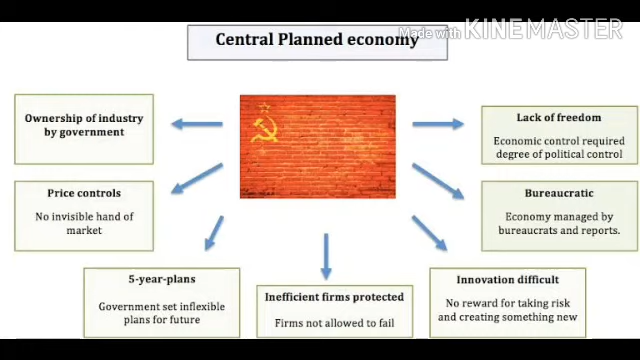 Made with KINEMASTER
Central Planned economy
Ownership of industry
by government
Price controls
No invisible hand of
market
5-year-plans
Government set inflexible
plans for future
Inefficient firms protected
Firms not allowed to fail
Lack of freedom
Economic control required
degree of political control
Bureaucratic
Economy managed by
bureaucrats and reports.
Innovation difficult
No reward for taking risk
and creating something new